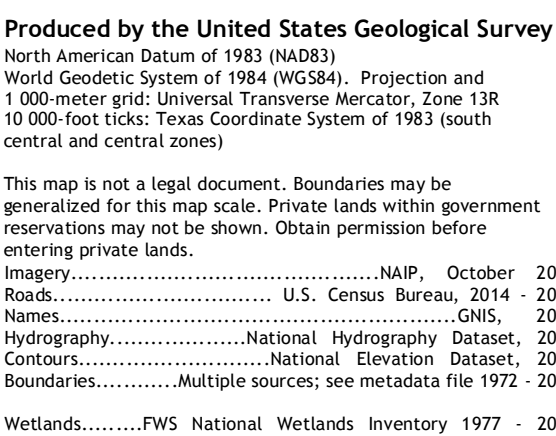 Produced by the United States Geological Survey
North American Datum of 1983 (NAD83)
World Geodetic System of 1984 (WGS84).  Projection and
1 000-meter grid: Universal Transverse Mercator, Zone 13R
10 000-foot ticks: Texas Coordinate System of 1983 (south
central and central zones)
This map is not a legal document. Boundaries may be
generalized for this map scale. Private lands within government
reservations may not be shown. Obtain permission before
entering private lands.
Imagery.......................................NAIP, October 20
Roads............................ U.S. Census Bureau, 2014 - 20
Names..................................................GNIS, 20
Hydrography.................National Hydrography Dataset, 20
Contours........................National Elevation Dataset, 20
Boundaries............Multiple sources; see metadata file 1972 - 20
Wetlands.........FWS National Wetlands Inventory 1977 - 20